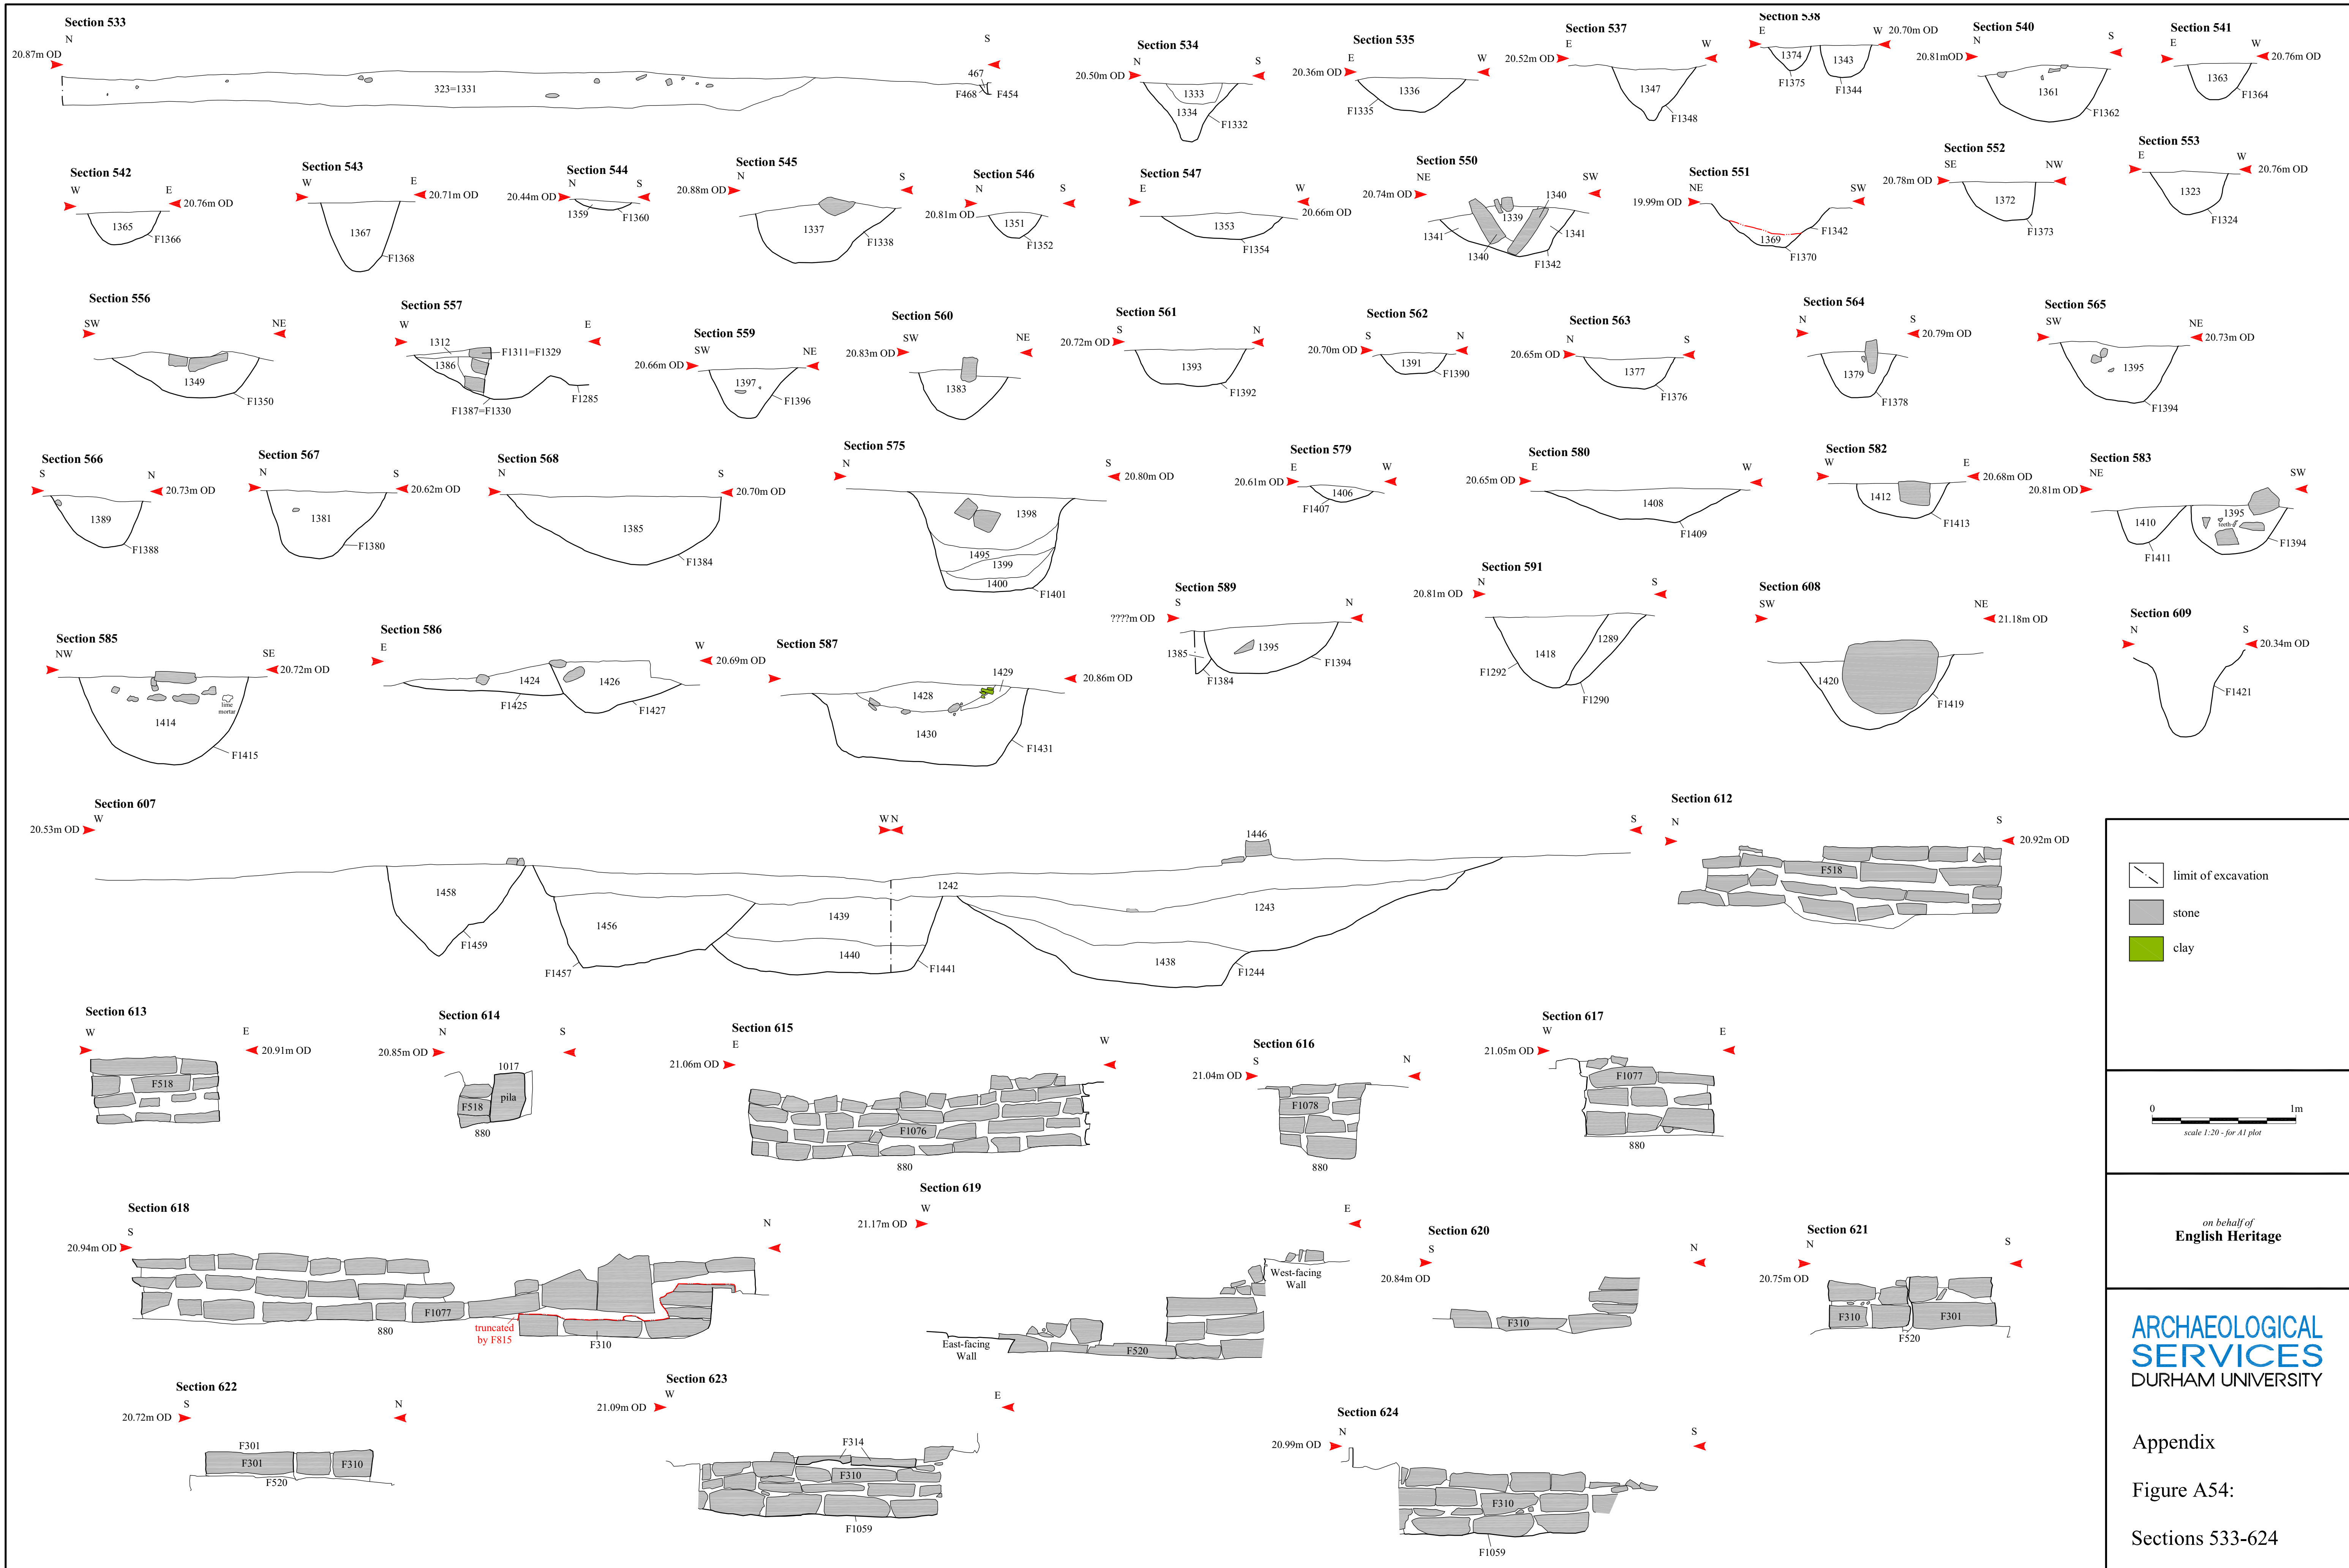 Section 533
N
S
20.87m OD
323=1331
467
F468
F454
Section 534
N
S
20.50m OD
1333
1334
F1332
Section 535
E
W
20.36m OD
1336
F1335
Section 537
E
W
20.52m OD
1347
F1348
Section 538
E
W
20.70m OD
1374
1343
F1375
F1344
Section 540
N
S
20.81mOD
1361
F1362
Section 541
E
W
20.76m OD
1363
F1364
Section 542
W
E
20.76m OD
1365
F1366
Section 543
W
E
20.71m OD
1367
F1368
Section 544
N
S
20.44m OD
1359
F1360
Section 545
N
S
20.88m OD
1337
F1338
Section 546
N
S
20.81m OD
1351
F1352
Section 547
E
W
20.66m OD
1353
F1354
Section 550
NE
SW
20.74m OD
1340
1339
1341
1341
1340
F1342
Section 551
NE
SW
19.99m OD
1369
F1342
F1370
Section 552
SE
NW
20.78m OD
1372
F1373
Section 553
E
W
20.76m OD
1323
F1324
Section 556
SW
NE
1349
F1350
Section 557
W
E
1312
F1311=F1329
1386
F1285
F1387=F1330
Section 559
SW
NE
20.66m OD
1397
F1396
Section 560
SW
NE
20.83m OD
1383
Section 561
S
N
20.72m OD
1393
F1392
Section 562
S
N
20.70m OD
1391
F1390
Section 563
N
S
20.65m OD
1377
F1376
Section 564
N
S
20.79m OD
1379
F1378
Section 565
SW
NE
20.73m OD
1395
F1394
Section 566
S
N
20.73m OD
1389
F1388
Section 567
N
S
20.62m OD
1381
F1380
Section 568
N
S
20.70m OD
1385
F1384
Section 575
N
S
20.80m OD
1398
1495
1399
1400
F1401
Section 579
E
W
20.61m OD
1406
F1407
Section 580
E
W
20.65m OD
1408
F1409
Section 582
W
E
20.68m OD
1412
F1413
Section 583
NE
SW
20.81m OD
1395
teeth
1410
F1411
F1394
Section 585
NW
SE
20.72m OD
lime
mortar
1414
F1415
Section 586
E
W
20.69m OD
1424
1426
F1425
F1427
Section 587
20.86m OD
1429
1428
1430
F1431
Section 589
S
N
????m OD
1385
1395
F1394
F1384
Section 591
N
S
20.81m OD
1289
1418
F1292
F1290
Section 608
SW
NE
21.18m OD
1420
F1419
Section 609
N
S
20.34m OD
F1421
Section 607
W
W N
S
20.53m OD
1446
1458
1242
1243
1439
1456
1440
1438
F1459
F1457
F1441
F1244
Section 612
N
S
20.92m OD
F518
Section 613
W
E
20.91m OD
F518
Section 614
N
S
20.85m OD
1017
F518
pila
880
Section 615
E
W
21.06m OD
F1076
880
Section 616
S
N
21.04m OD
F1078
880
Section 617
W
E
21.05m OD
F1077
880
Section 618
S
N
20.94m OD
F1077
880
truncated
by F815
F310
Section 619
W
E
21.17m OD
West-facing
Wall
East-facing
Wall
F520
Section 620
S
N
20.84m OD
F310
Section 621
N
S
20.75m OD
F310
F301
F520
Section 622
S
N
20.72m OD
F301
F301
F310
F520
Section 623
W
E
21.09m OD
F314
F310
F1059
Section 624
N
S
20.99m OD
F310
F1059
limit of excavation
stone
clay
0
1m
scale 1:20 - for A1 plot
on behalf of
English Heritage
ARCHAEOLOGICAL
SERVICES
DURHAM UNIVERSITY
Appendix
Figure A54:
Sections 533-624